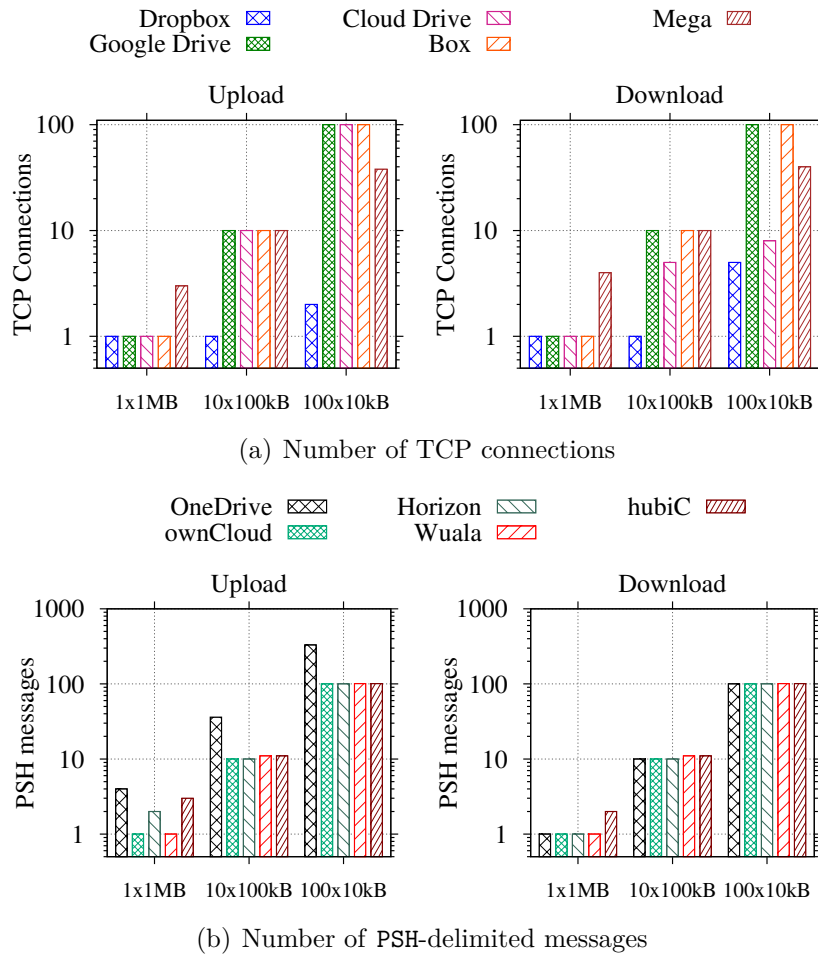 Dropbox Cloud Drive Mega
Google Drive Box
Upload Download
TCP Connections
100
10
1
1x1MB 10x100kB 100x10kB
TCP Connections
100
10
1
1x1MB 10x100kB 100x10kB
(a) Number of TCP connections
OneDrive Horizon hubiC
ownCloud Wuala
Upload Download
PSH messages
1000
100
10
1
1x1MB 10x100kB 100x10kB
PSH messages
1000
100
10
1
1x1MB 10x100kB 100x10kB
(b) Number of PSH-delimited messages